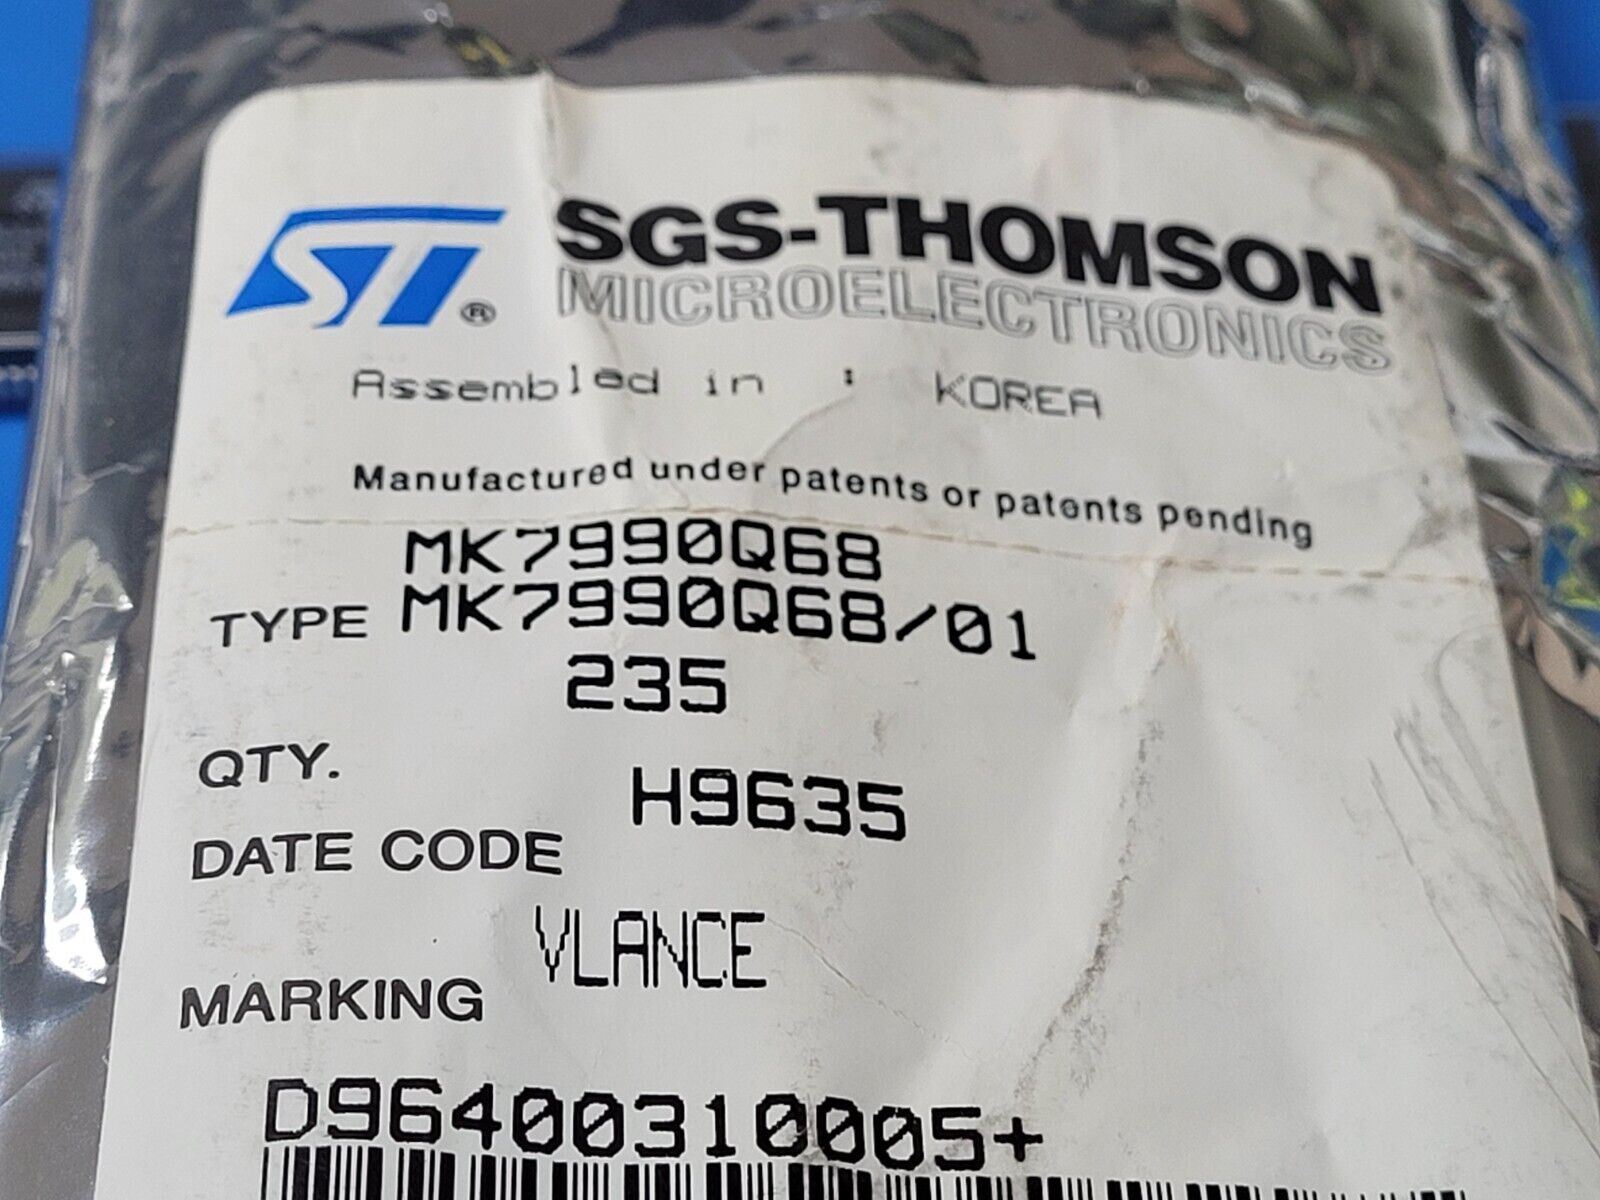 ST® SGS-THOMSON
MICROELECTRONICS
Assembled in : KOREA
Manufactured under patents or patents pending
MK7990Q68
TYPE MK7990Q68/01
235
QTY.
H9635
DATE CODE
VLANCE
MARKING
D96400310005+